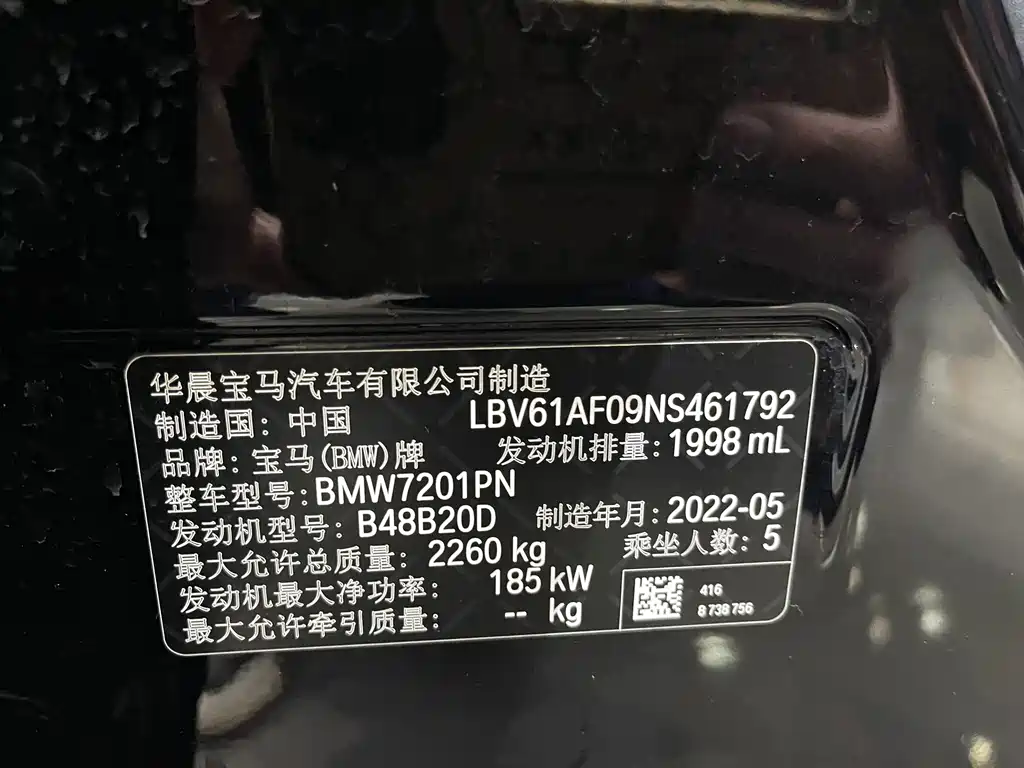 华晨宝马汽车有限公司制造
制造国：中国 LBV61AF09NS461792
品牌：宝马(BMW)牌 发动机排量：1998 mL
整车型号：BMW7201PN
发动机型号：B48B20D 制造年月：2022-05
最大允许总质量：2260 kg 乘坐人数：5
发动机最大净功率：185 kW
最大允许牵引质量：-- kg
416
8 738 756